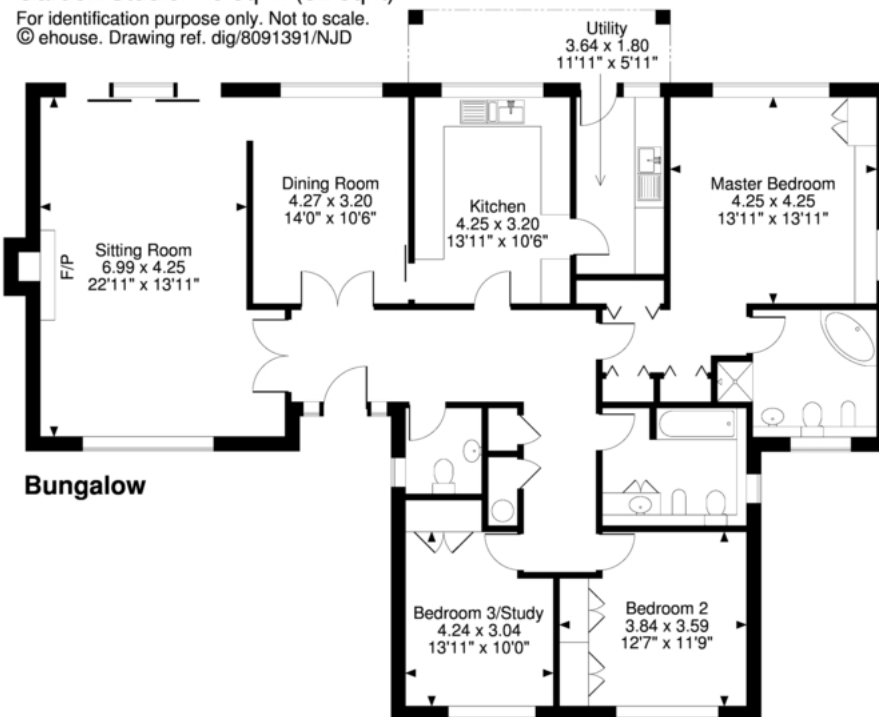 For identification purpose only. Not to scale.
© ehouse. Drawing ref. dig/8091391/NJD
Utility
3.64 x 1.80
11'11" x 5'11"
Dining Room
4.27 x 3.20
14'0" x 10'6"
Kitchen
4.25 x 3.20
13'11" x 10'6"
Master Bedroom
4.25 x 4.25
13'11" x 13'11"
Sitting Room
6.99 x 4.25
22'11" x 13'11"
F/P
Bungalow
Bedroom 3/Study
4.24 x 3.04
13'11" x 10'0"
Bedroom 2
3.84 x 3.59
12'7" x 11'9"